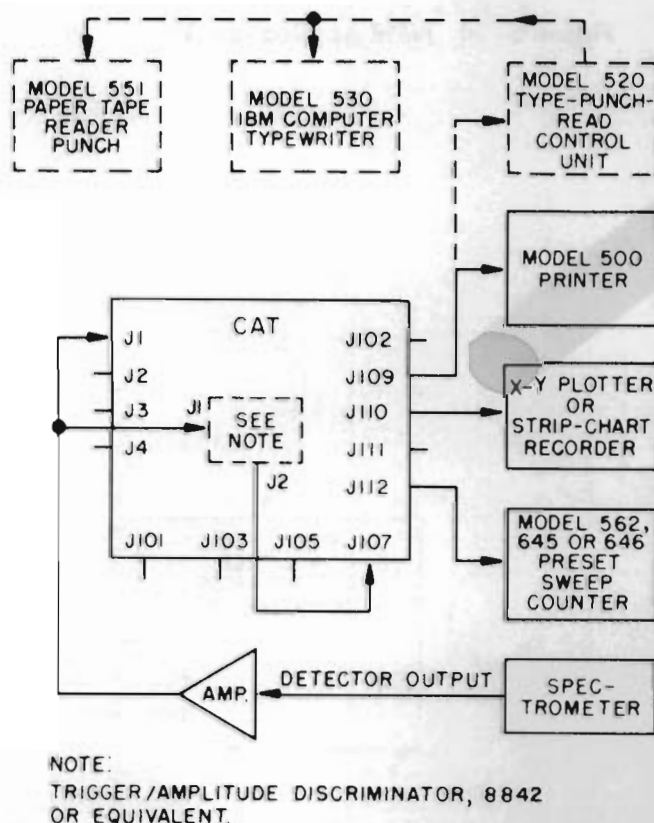 MODEL 551
PAPER TAPE
READER
PUNCH
MODEL 530
IBM COMPUTER
TYPEWRITER
MODEL 520
TYPE-PUNCH-
READ
CONTROL
UNIT
MODEL 500
PRINTER
CAT
J1
J2
J3
J4
J1
SEE
NOTE
J2
J102
J109
J110
J111
J112
J101
J103
J105
J107
X-Y PLOTTER
OR
STRIP-CHART
RECORDER
MODEL 562,
645 OR 646
PRESET
SWEEP
COUNTER
AMP.
DETECTOR OUTPUT
SPEC-
TROMETER
NOTE:
TRIGGER/AMPLITUDE DISCRIMINATOR, 8842
OR EQUIVALENT.